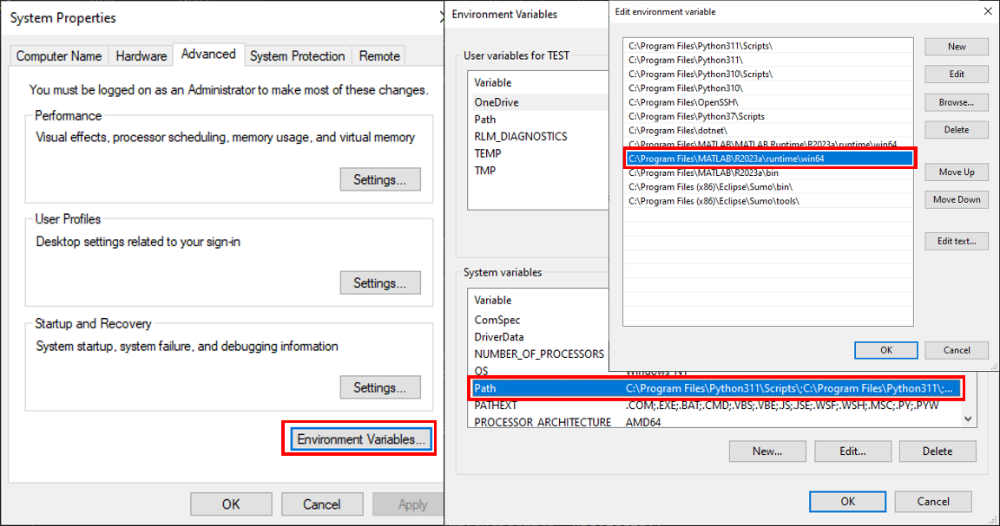 System Properties
Computer Name
Hardware
Advanced
System Protection
Remote
You must be logged on as an Administrator to make most of these changes.
Performance
Visual effects, processor scheduling, memory usage, and virtual memory
Settings...
User Profiles
Desktop settings related to your sign-in
Settings...
Startup and Recovery
System startup, system failure, and debugging information
Settings...
Environment Variables...
OK
Cancel
Apply
Environment Variables
User variables for TEST
Variable
OneDrive
Path
RLM_DIAGNOSTICS
TEMP
TMP
System variables
Variable
ComSpec
DriverData
NUMBER_OF_PROCESSORS
OS Windows_NT
Path C:\Program Files\Python311\Scripts\;C:\Program Files\Python311\;...
PATHEXT .COM;.EXE;.BAT;.CMD;.VBS;.VBE;.JS;.JSE;.WSF;.WSH;.MSC;.PY;.PYW
PROCESSOR_ARCHITECTURE AMD64
New...
Edit...
Delete
OK
Cancel
Edit environment variable
C:\Program Files\Python311\Scripts\
C:\Program Files\Python311\
C:\Program Files\Python310\Scripts\
C:\Program Files\Python310\
C:\Program Files\OpenSSH\
C:\Program Files\Python37\Scripts
C:\Program Files\dotnet\
C:\Program Files\MATLAB\MATLAB Runtime\R2023a\runtime\win64
C:\Program Files\MATLAB\R2023a\runtime\win64
C:\Program Files\MATLAB\R2023a\bin
C:\Program Files (x86)\Eclipse\Sumo\bin\
C:\Program Files (x86)\Eclipse\Sumo\tools\
New
Edit
Browse...
Delete
Move Up
Move Down
Edit text...
OK
Cancel